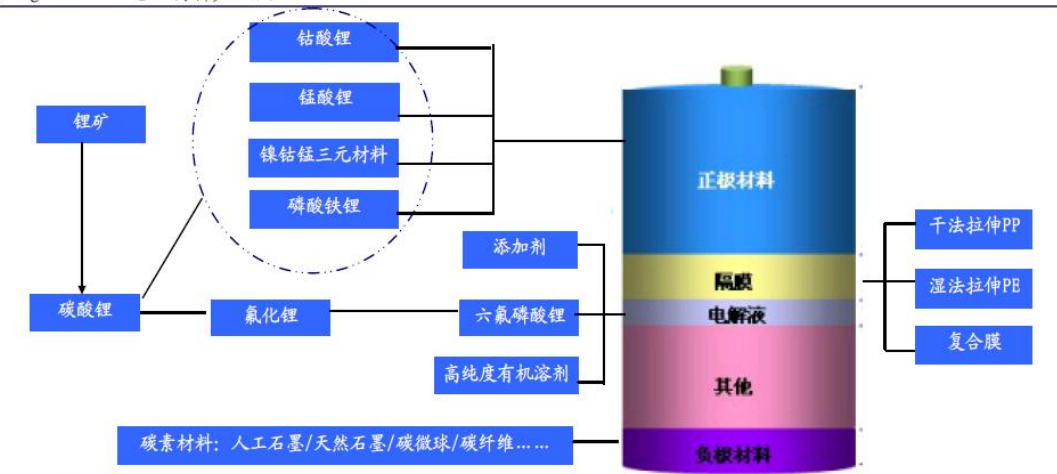 钴酸锂
锰酸锂
锂矿
镍钴锰三元材料
正极材料
磷酸铁锂
干法拉伸PP
添加剂
隔膜
湿法拉伸PE
碳酸锂
氟化锂
六氟磷酸锂
电解液
复合膜
高纯度有机溶剂
其他
碳素材料：人工石墨/天然石墨/碳微球/碳纤维……
负极材料